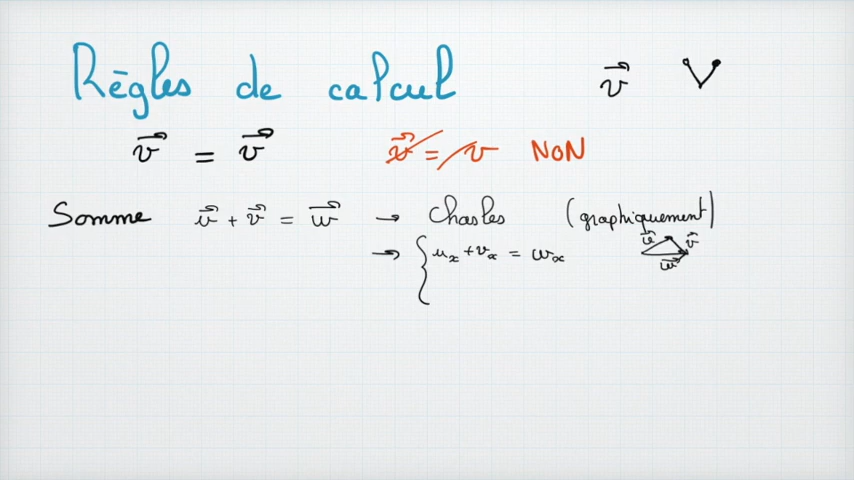 Règles de calcul
v⃗ V
v⃗ = v⃗ v⃗ = v NON
Somme u⃗ + v⃗ = w⃗ → Chasles (graphiquement)
u⃗ v⃗
→ { uₓ + vₓ = wₓ
w⃗